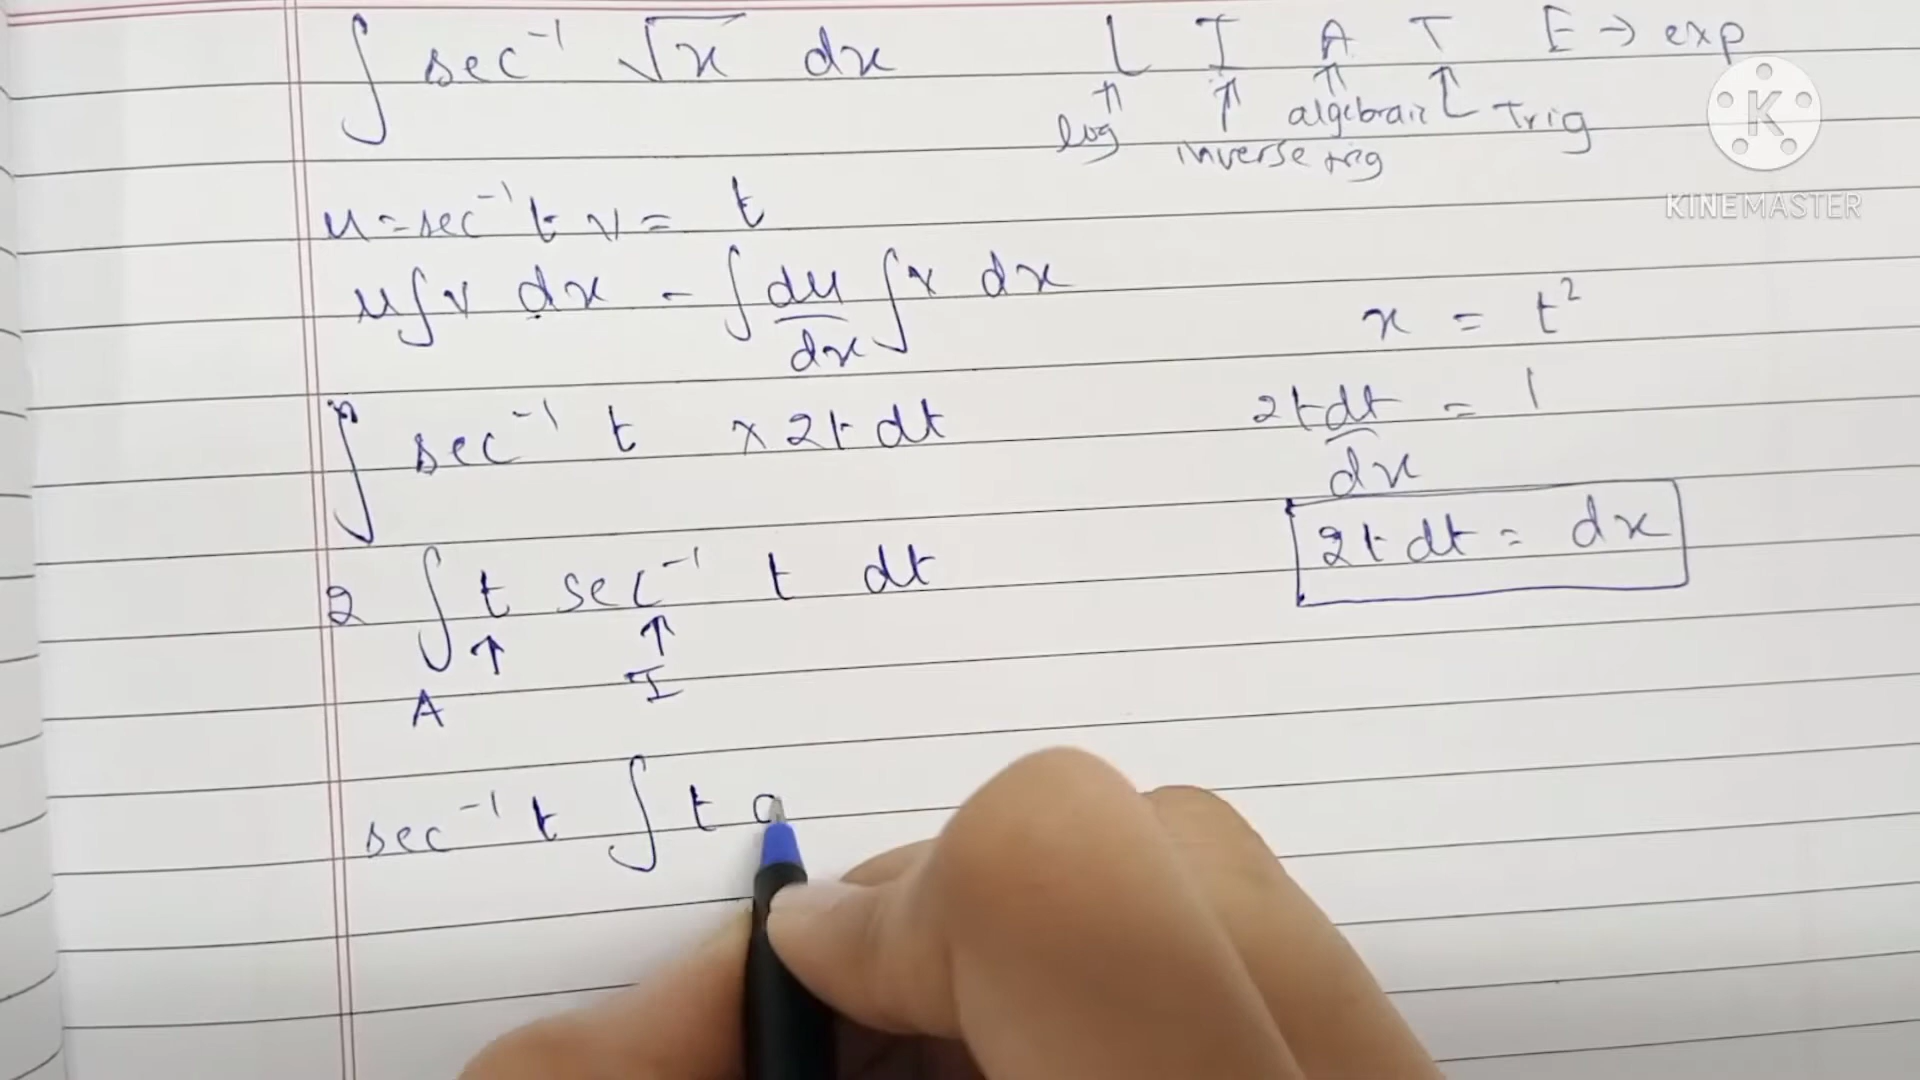 ∫ sec⁻¹ √x dx
L I A T E → exp
↑ log ↑ inverse trig ↑ algebraic ↑ Trig
KINEMASTER
u = sec⁻¹ t v = t
u∫v dx - ∫ du/dx ∫v dx
x = t²
∫ sec⁻¹ t × 2t dt
2t dt/dx = 1
2t dt = dx
2 ∫ t sec⁻¹ t dt
↑ ↑
A I
sec⁻¹ t ∫ t